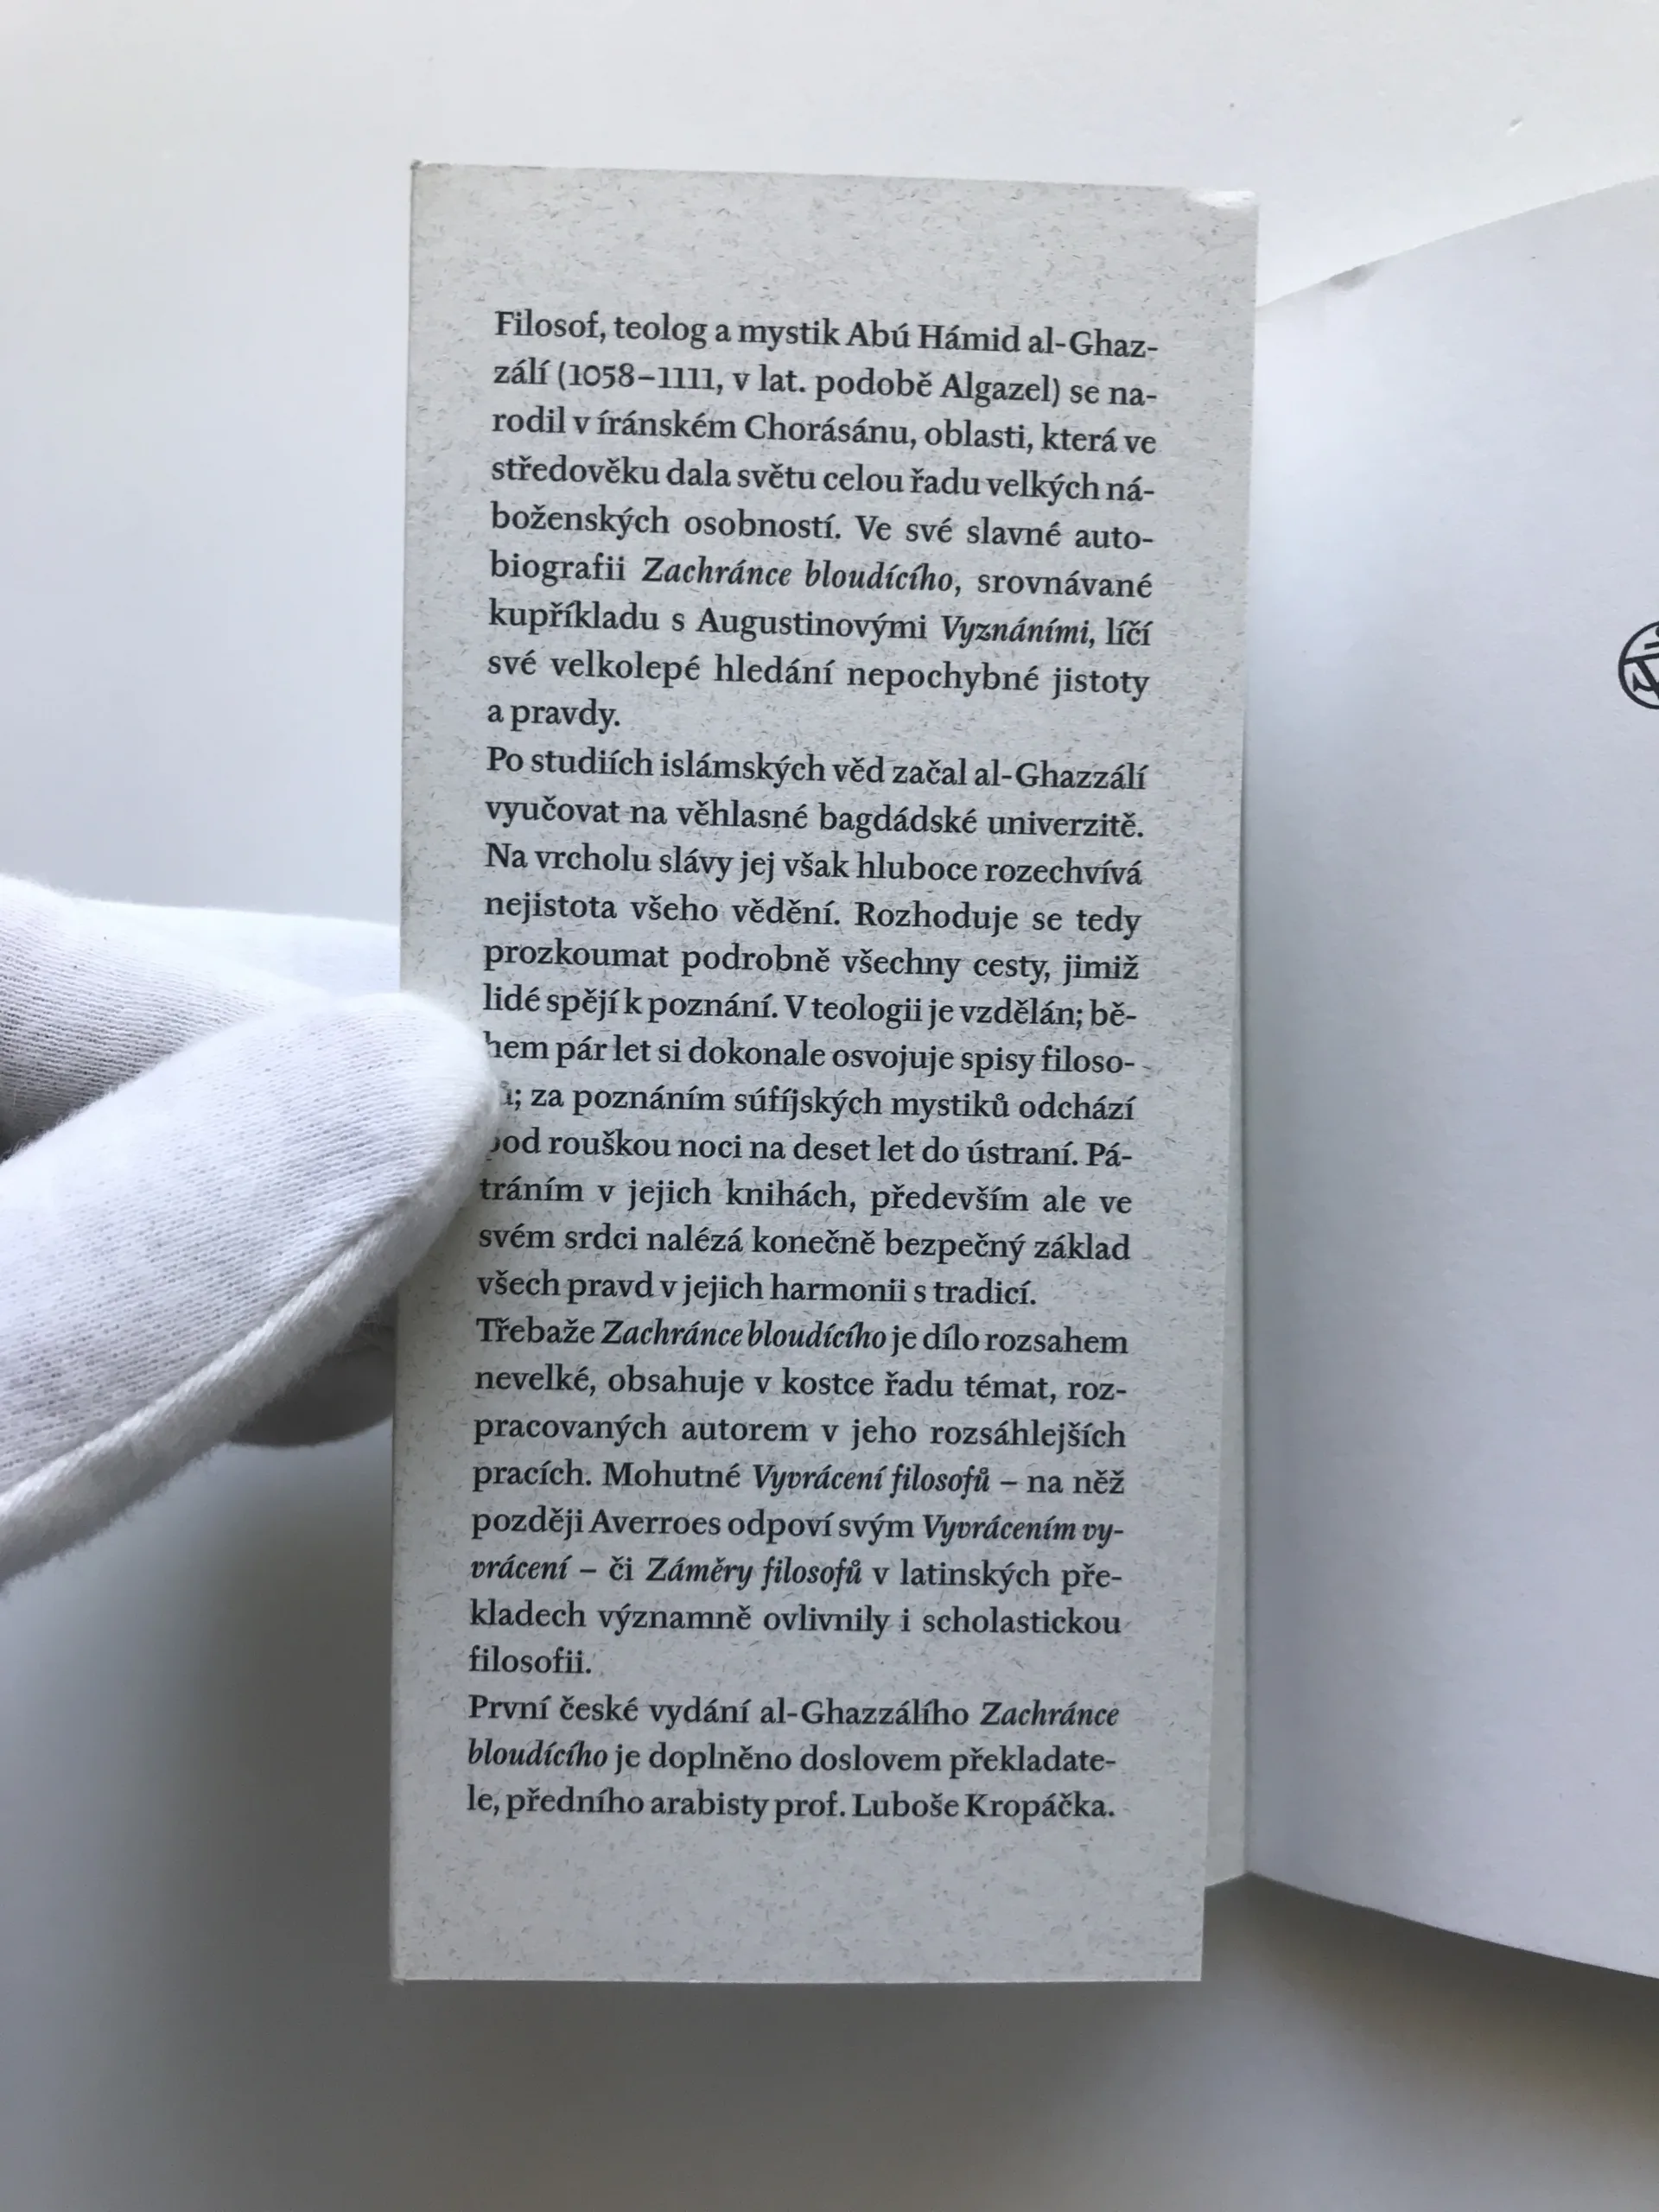 Filosof, teolog a mystik Abú Hámid al-Ghaz-
zálí (1058–1111, v lat. podobě Algazel) se na-
rodil v íránském Chorásánu, oblasti, která ve
středověku dala světu celou řadu velkých ná-
boženských osobností. Ve své slavné auto-
biografii Zachránce bloudícího, srovnávané
kupříkladu s Augustinovými Vyznáními, líčí
své velkolepé hledání nepochybné jistoty
a pravdy.
Po studiích islámských věd začal al-Ghazzálí
vyučovat na věhlasné bagdádské univerzitě.
Na vrcholu slávy jej však hluboce rozechvívá
nejistota všeho vědění. Rozhoduje se tedy
prozkoumat podrobně všechny cesty, jimiž
lidé spějí k poznání. V teologii je vzdělán; bě-
hem pár let si dokonale osvojuje spisy filoso-
za poznáním súfíjských mystiků odchází
pod rouškou noci na deset let do ústraní. Pá-
tráním v jejich knihách, především ale ve
svém srdci nalézá konečně bezpečný základ
všech pravd v jejich harmonii s tradicí.
Třebaže Zachránce bloudícího je dílo rozsahem
nevelké, obsahuje v kostce řadu témat, roz-
pracovaných autorem v jeho rozsáhlejších
pracích. Mohutné Vyvrácení filosofů – na něž
později Averroes odpoví svým Vyvrácením vy-
vrácení – či Záměry filosofů v latinských pře-
kladech významně ovlivnily i scholastickou
filosofii.
První české vydání al-Ghazzálího Zachránce
bloudícího je doplněno doslovem překladate-
le, předního arabisty prof. Luboše Kropáčka.